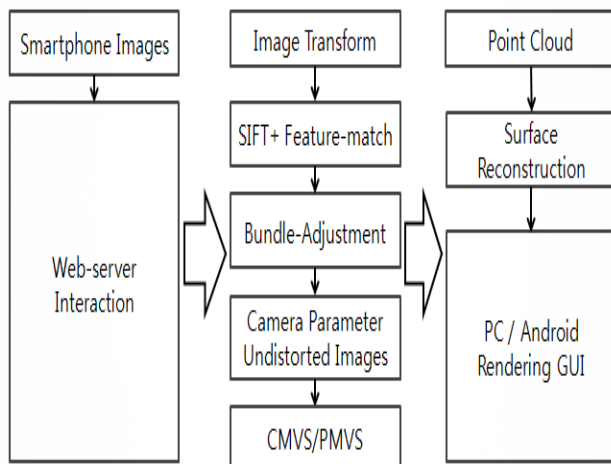 Smartphone Images
Web-server
Interaction
Image Transform
SIFT+ Feature-match
Bundle-Adjustment
Camera Parameter
Undistorted Images
CMVS/PMVS
Point Cloud
Surface
Reconstruction
PC / Android
Rendering GUI